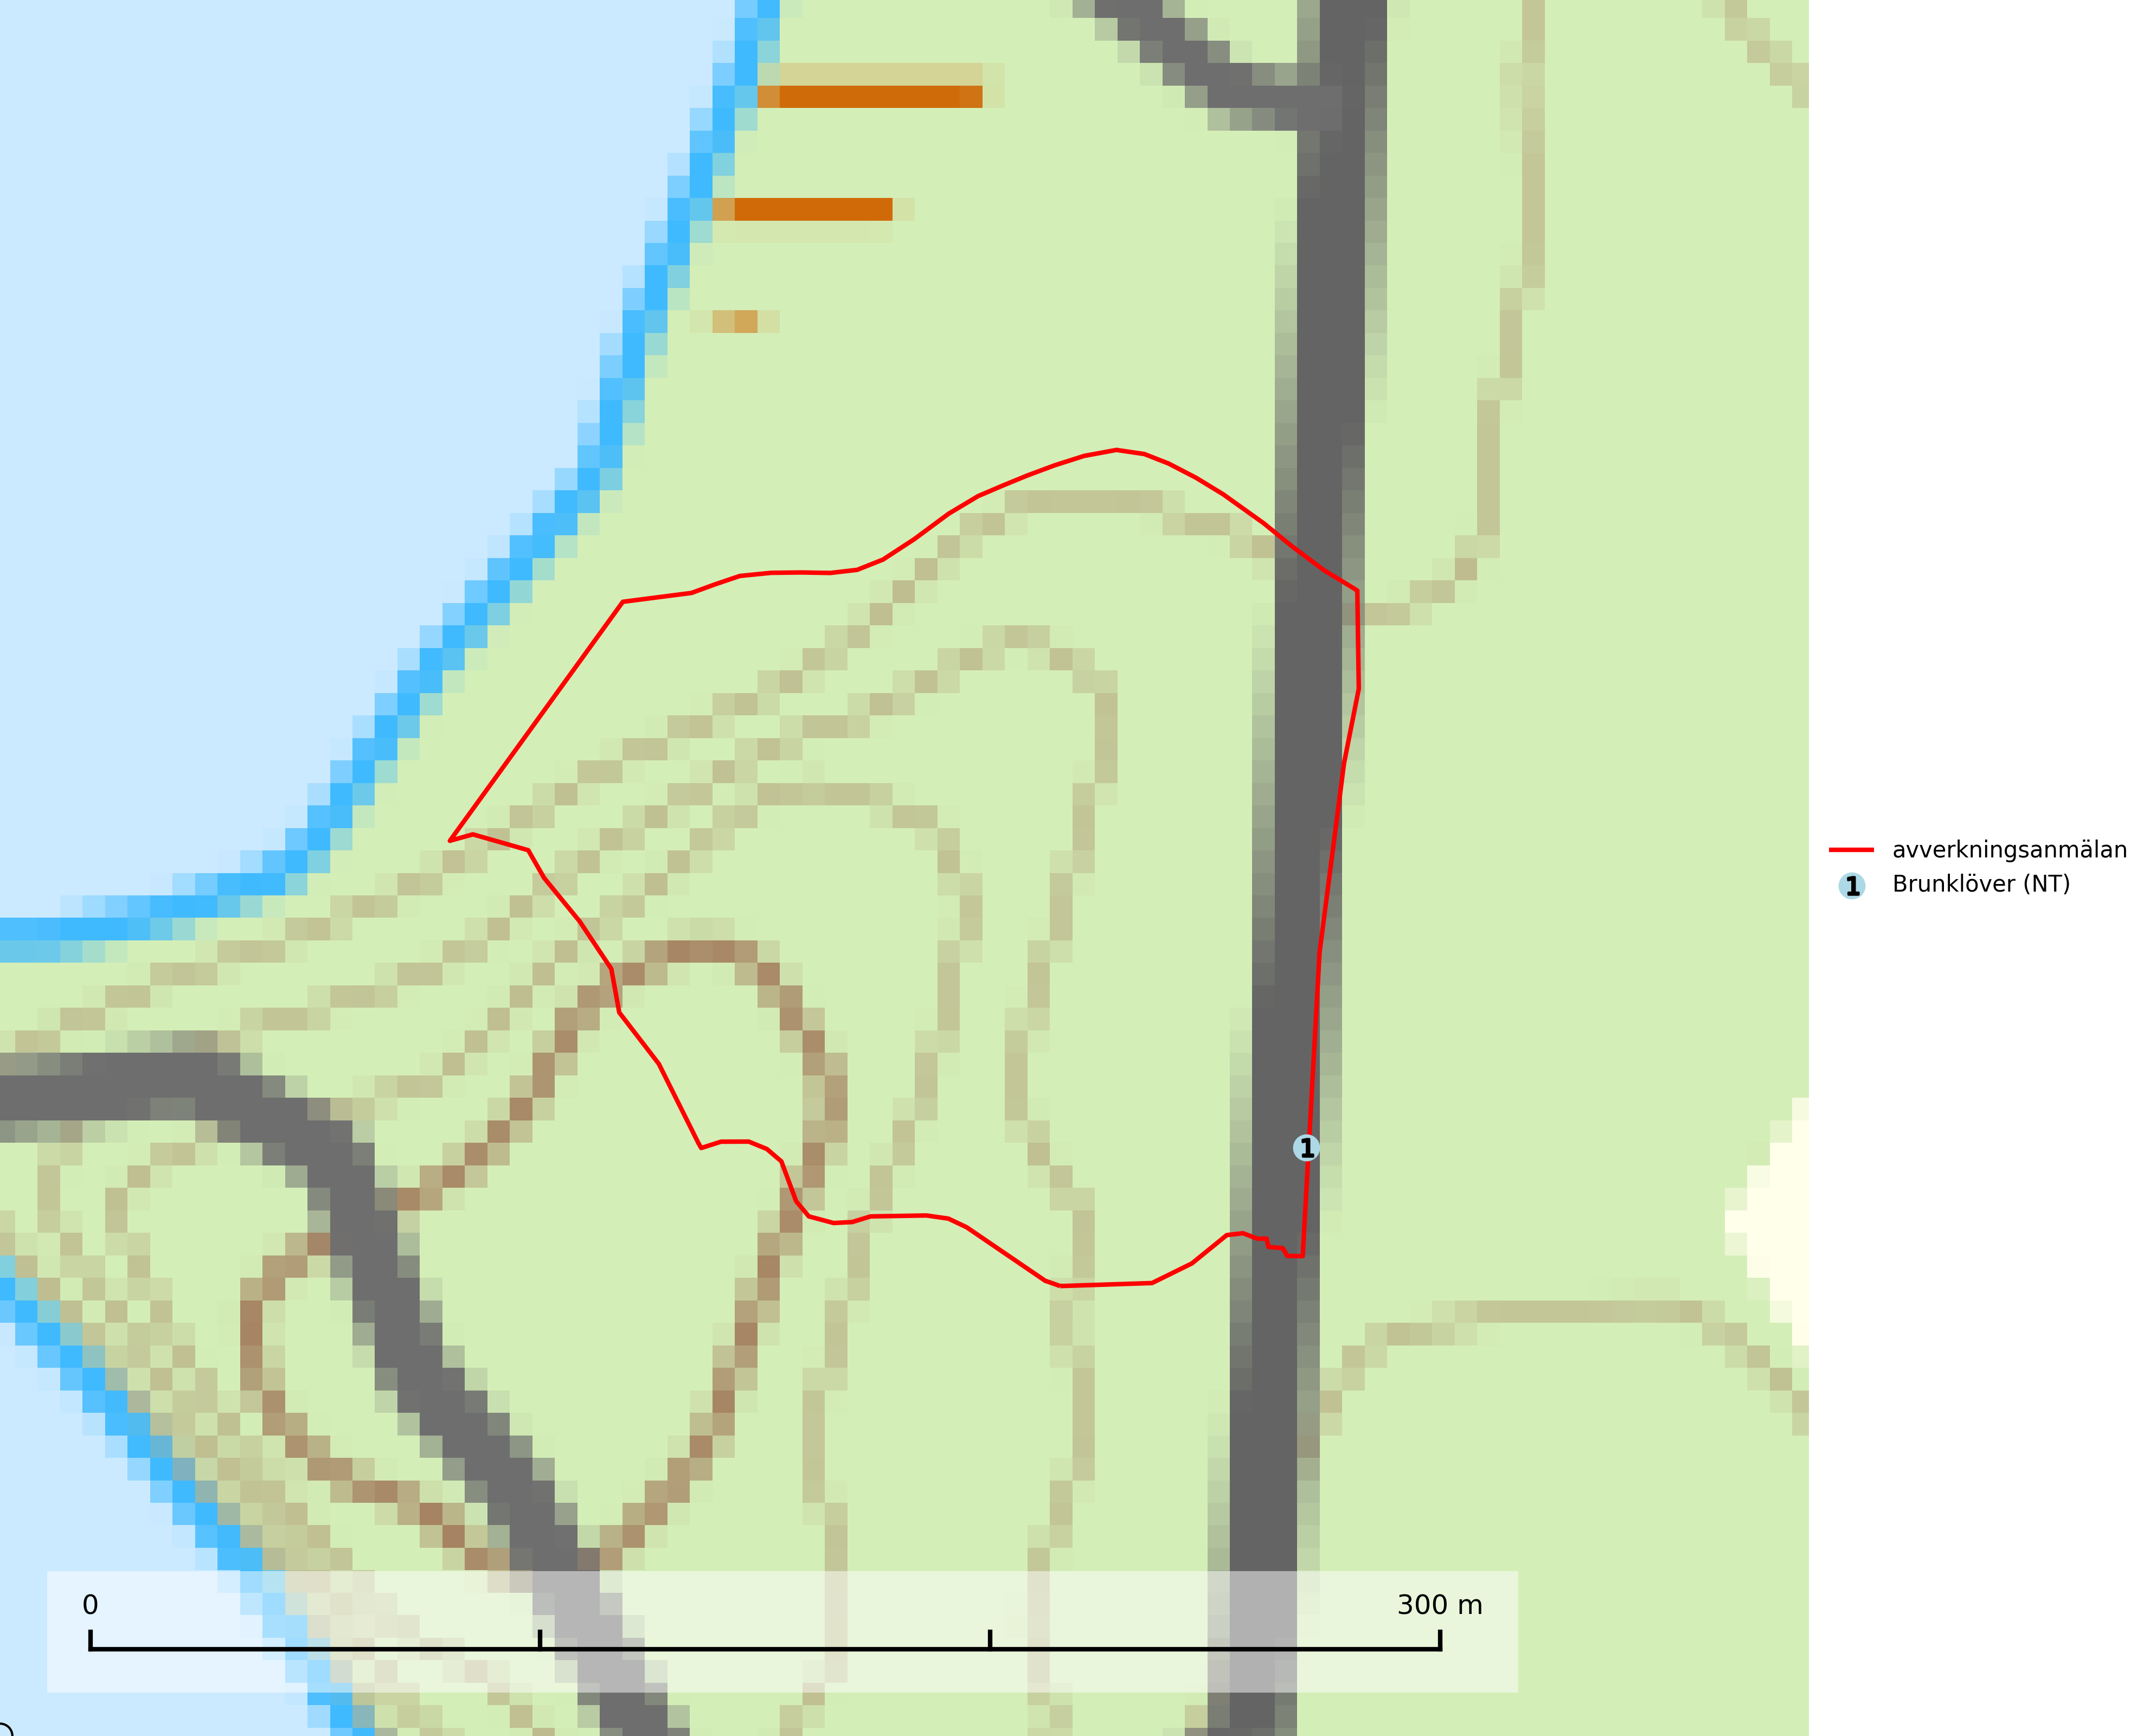 avverkningsanmälan
1 Brunklöver (NT)
1
0 300 m